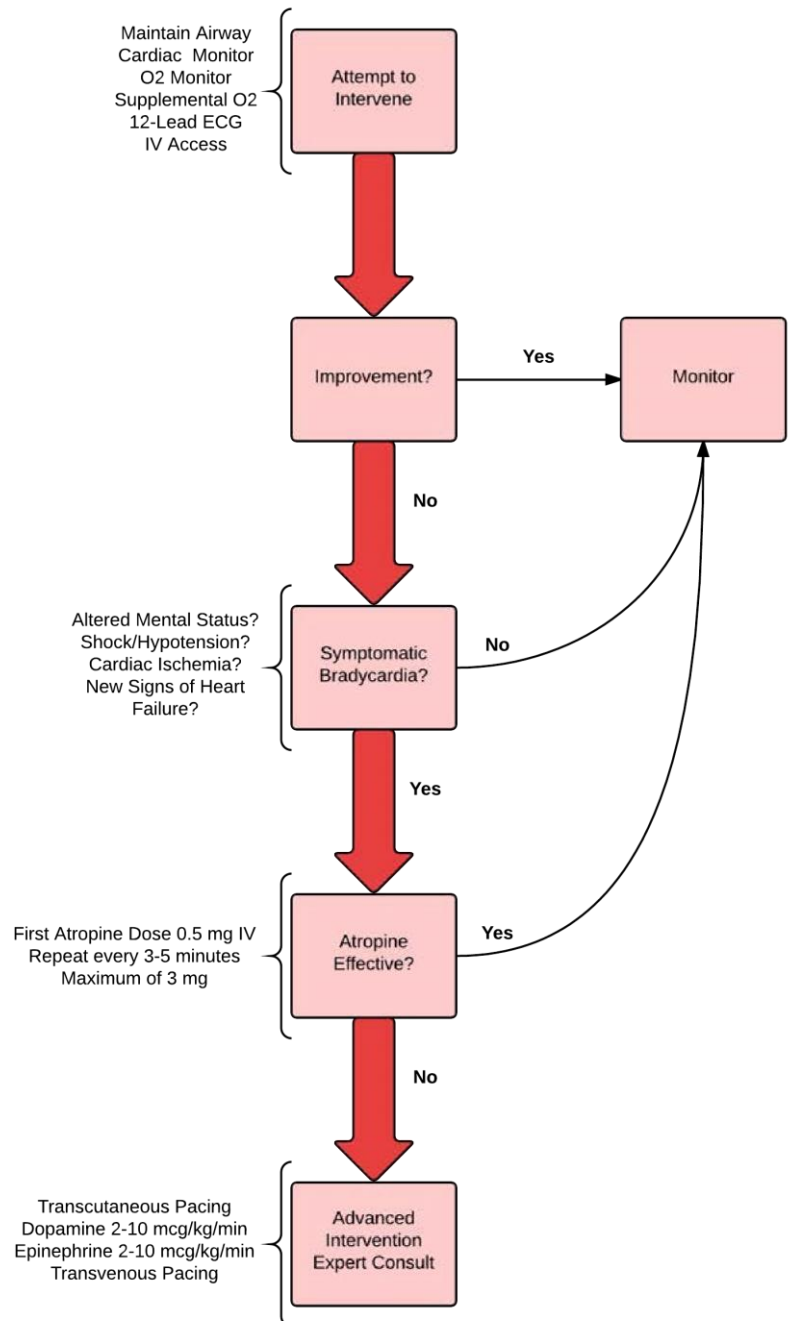 Maintain Airway
Cardiac Monitor
O2 Monitor
Supplemental O2
12-Lead ECG
IV Access
Attempt to
Intervene
Improvement?
Yes
Monitor
No
Altered Mental Status?
Shock/Hypotension?
Cardiac Ischemia?
New Signs of Heart
Failure?
Symptomatic
Bradycardia?
No
Yes
First Atropine Dose 0.5 mg IV
Repeat every 3-5 minutes
Maximum of 3 mg
Atropine
Effective?
Yes
No
Transcutaneous Pacing
Dopamine 2-10 mcg/kg/min
Epinephrine 2-10 mcg/kg/min
Transvenous Pacing
Advanced
Intervention
Expert Consult